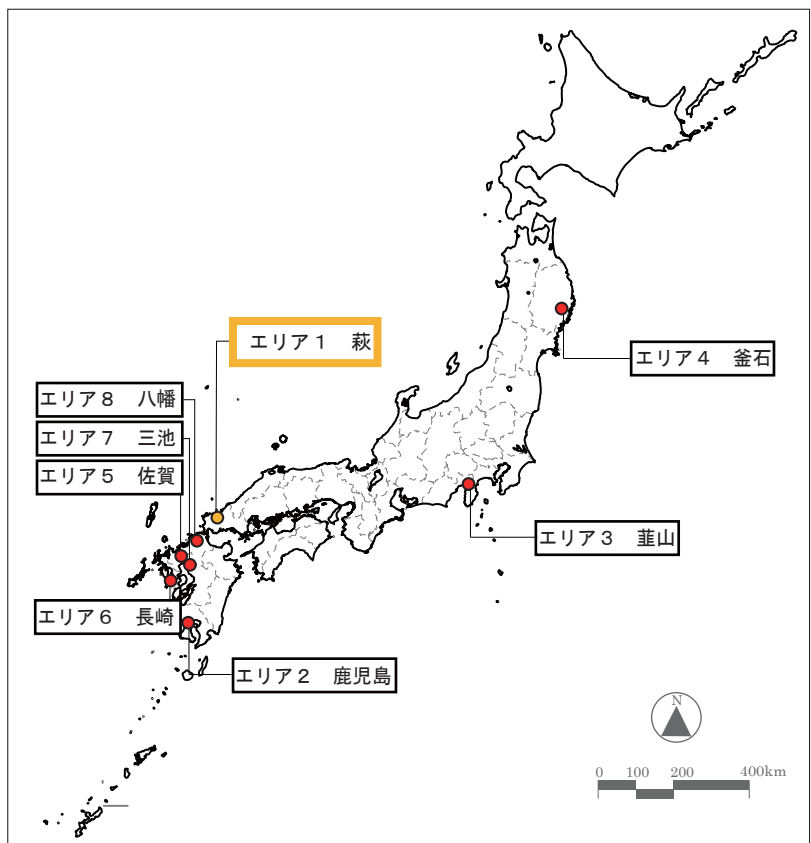 エリア１　萩
エリア８　八幡
エリア７　三池
エリア５　佐賀
エリア４　釜石
エリア３　韮山
エリア６　長崎
エリア２　鹿児島
N
0 100 200 400km